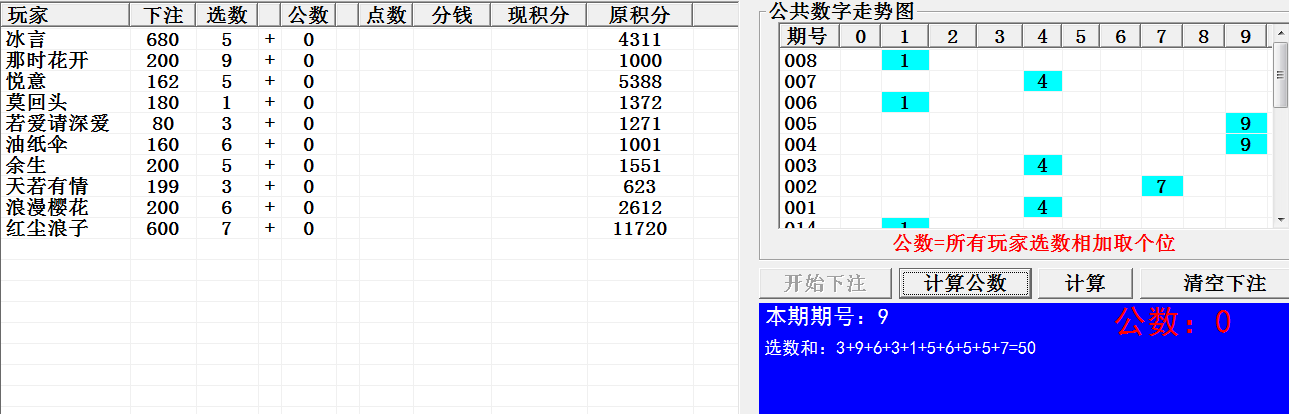 玩家 下注 选数 公数 点数 分钱 现积分 原积分
冰言 680 5 + 0 4311
那时花开 200 9 + 0 1000
悦意 162 5 + 0 5388
莫回头 180 1 + 0 1372
若爱请深爱 80 3 + 0 1271
油纸伞 160 6 + 0 1001
余生 200 5 + 0 1551
天若有情 199 3 + 0 623
浪漫樱花 200 6 + 0 2612
红尘浪子 600 7 + 0 11720
公共数字走势图
期号 0 1 2 3 4 5 6 7 8 9
008 1
007 4
006 1
005 9
004 9
003 4
002 7
001 4
014 1
公数=所有玩家选数相加取个位
开始下注 计算公数 计算 清空下注
本期期号：9 公数：0
选数和：3+9+6+3+1+5+6+5+5+7=50